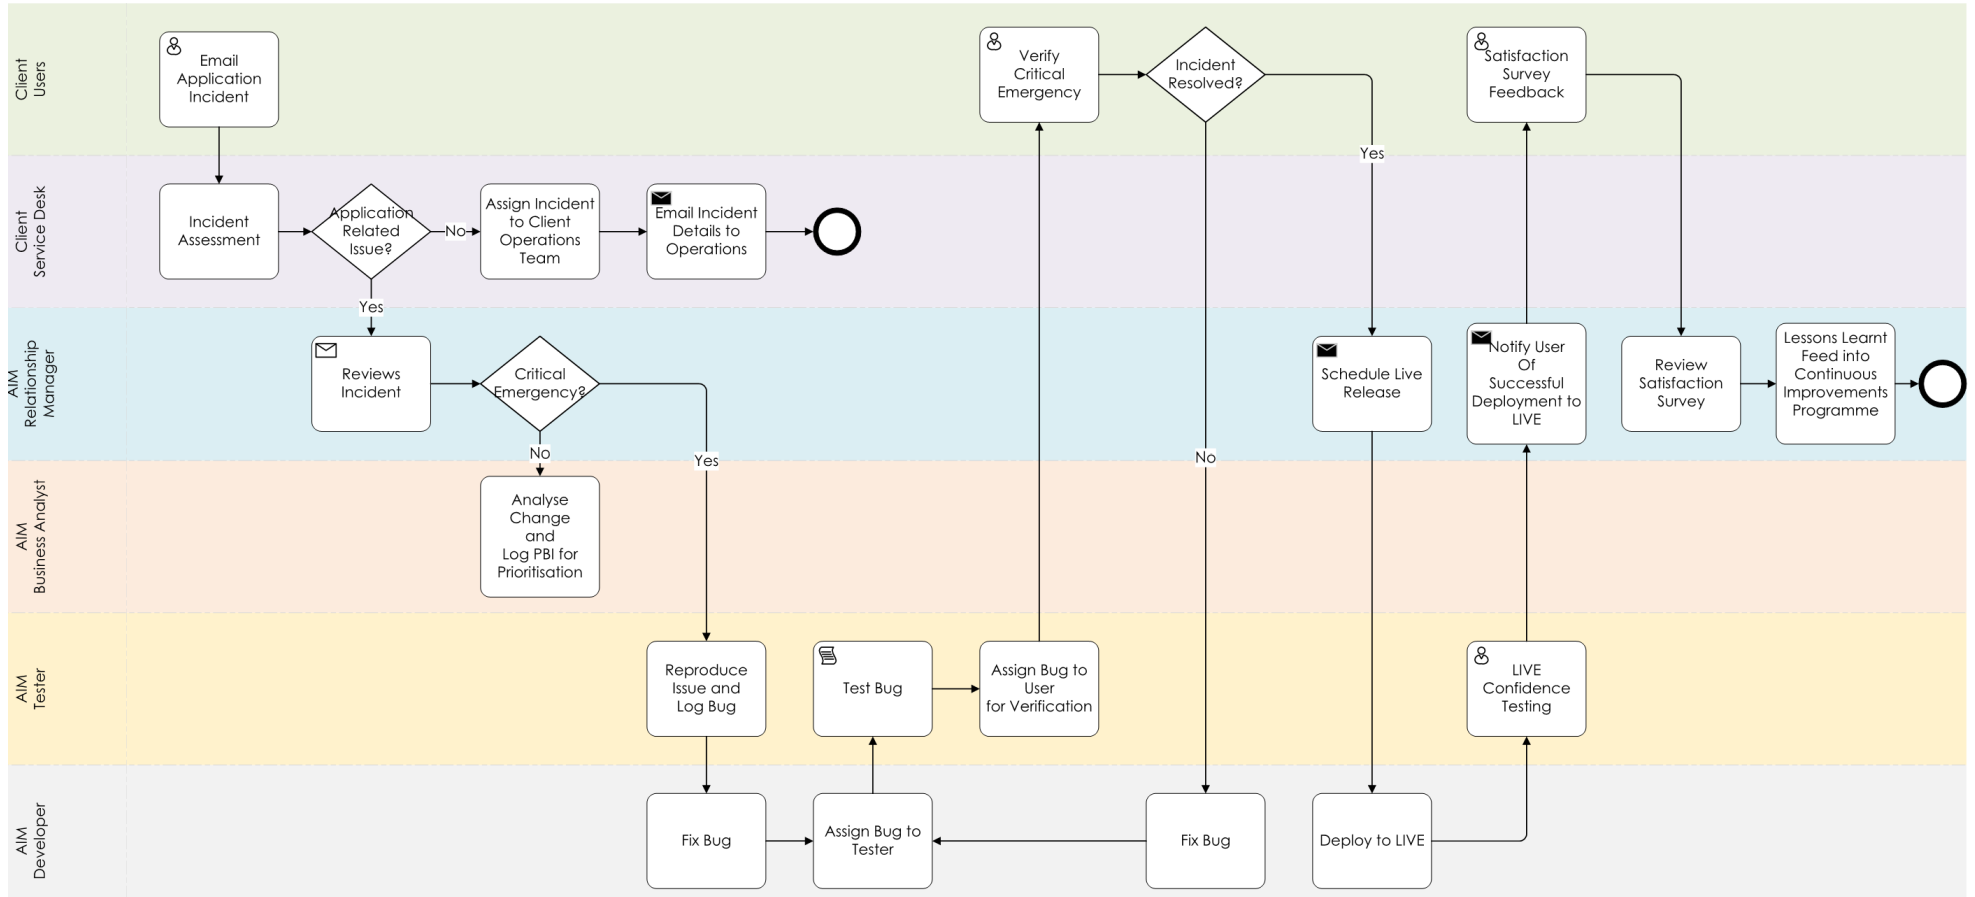 Client
Users
Email
Application
Incident
Verify
Critical
Emergency
Incident
Resolved?
Satisfaction
Survey
Feedback
Yes
Client
Service Desk
Incident
Assessment
Application
Related
Issue?
No
Assign Incident
to Client
Operations
Team
Email Incident
Details to
Operations
Yes
AIM
Relationship
Manager
Reviews
Incident
Critical
Emergency?
Schedule Live
Release
Notify User
Of
Successful
Deployment to
LIVE
Review
Satisfaction
Survey
Lessons Learnt
Feed into
Continuous
Improvements
Programme
No
Yes
No
AIM
Business Analyst
Analyse
Change
and
Log PBI for
Prioritisation
AIM
Tester
Reproduce
Issue and
Log Bug
Test Bug
Assign Bug to
User
for Verification
LIVE
Confidence
Testing
AIM
Developer
Fix Bug
Assign Bug to
Tester
Fix Bug
Deploy to LIVE